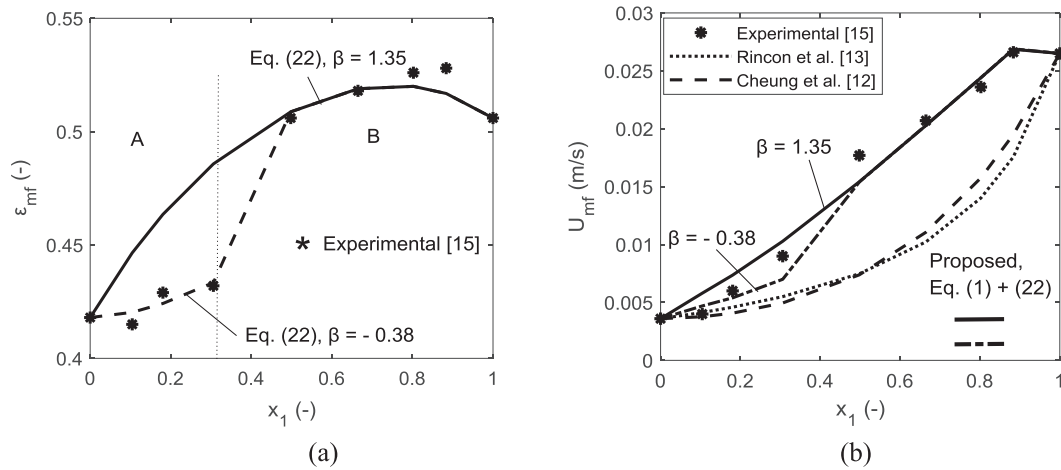 0.55
0.5
0.45
0.4
ε_mf (-)
Eq. (22), β = 1.35
A
B
* Experimental [15]
Eq. (22), β = - 0.38
0 0.2 0.4 0.6 0.8 1
x_1 (-)
(a)
0.03
0.025
0.02
0.015
0.01
0.005
0
U_mf (m/s)
Experimental [15]
Rincon et al. [13]
Cheung et al. [12]
β = 1.35
β = - 0.38
Proposed,
Eq. (1) + (22)
0 0.2 0.4 0.6 0.8 1
x_1 (-)
(b)